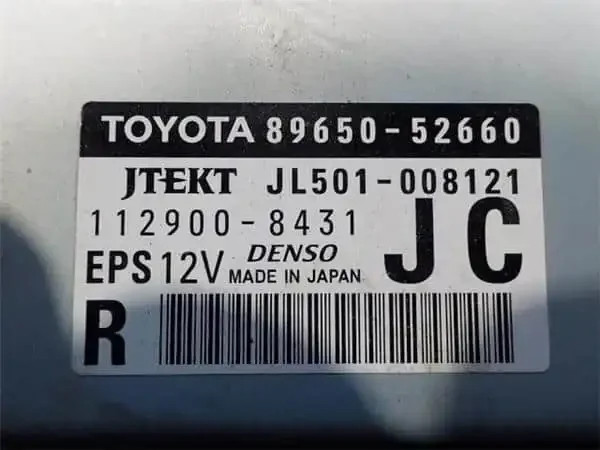 TOYOTA 89650-52660
JTEKT JL501-008121
112900-8431
EPS 12V DENSO MADE IN JAPAN JC
R